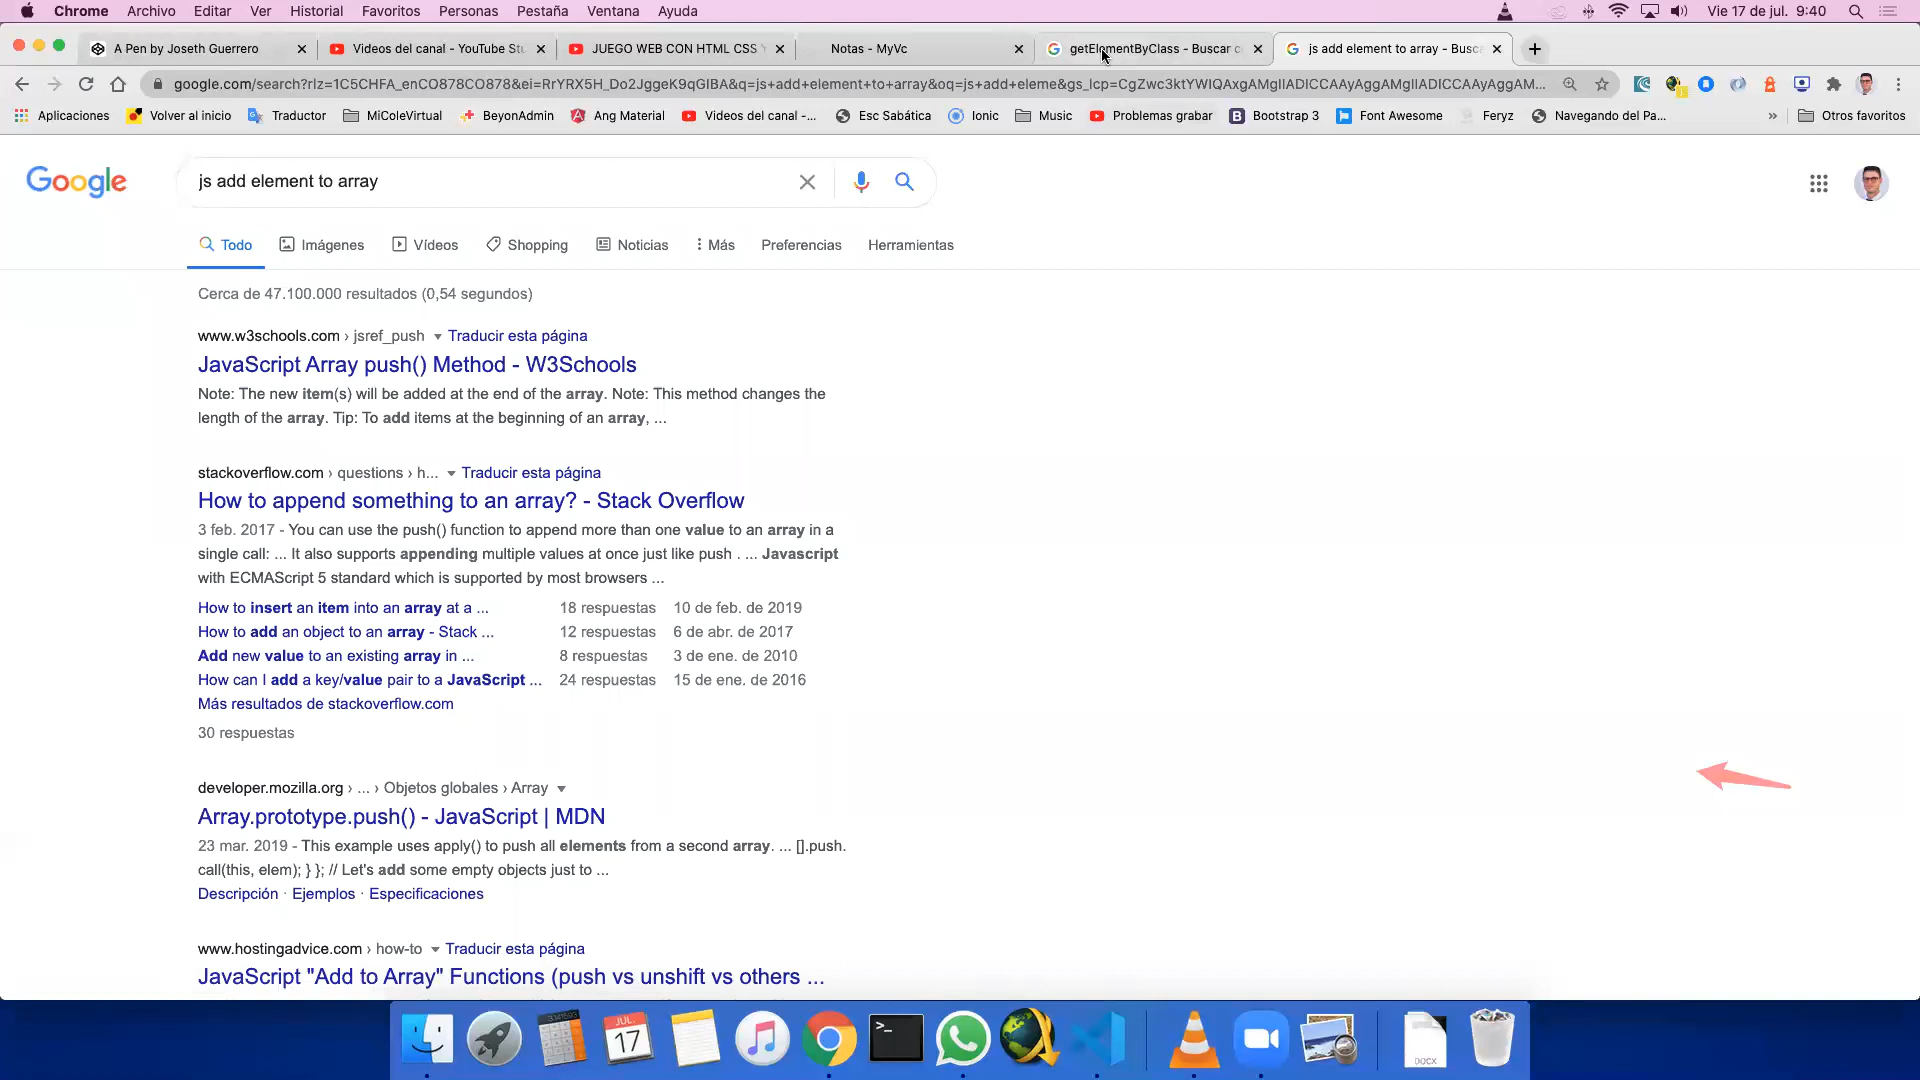 Chrome Archivo Editar Ver Historial Favoritos Personas Pestaña Ventana Ayuda Vie 17 de jul. 9:40
A Pen by Joseth Guerrero Videos del canal - YouTube Stu JUEGO WEB CON HTML CSS Notas - MyVc getElementByClass - Buscar c js add element to array - Busca
google.com/search?rlz=1C5CHFA_enCO878CO878&ei=RrYRX5H_Do2JggeK9qGIBA&q=js+add+element+to+array&oq=js+add+eleme&gs_lcp=CgZwc3ktYWIQAxgAMgIIADICCAAyAggAMgIIADICCAAyAggAM...
Aplicaciones Volver al inicio Traductor MiColeVirtual BeyonAdmin Ang Material Videos del canal -... Esc Sabática Ionic Music Problemas grabar Bootstrap 3 Font Awesome Feryz Navegando del Pa... » Otros favoritos
Google js add element to array
Todo Imágenes Vídeos Shopping Noticias Más Preferencias Herramientas
Cerca de 47.100.000 resultados (0,54 segundos)
www.w3schools.com › jsref_push Traducir esta página
JavaScript Array push() Method - W3Schools
Note: The new item(s) will be added at the end of the array. Note: This method changes the
length of the array. Tip: To add items at the beginning of an array, ...
stackoverflow.com › questions › h... Traducir esta página
How to append something to an array? - Stack Overflow
3 feb. 2017 - You can use the push() function to append more than one value to an array in a
single call: ... It also supports appending multiple values at once just like push . ... Javascript
with ECMAScript 5 standard which is supported by most browsers ...
How to insert an item into an array at a ... 18 respuestas 10 de feb. de 2019
How to add an object to an array - Stack ... 12 respuestas 6 de abr. de 2017
Add new value to an existing array in ... 8 respuestas 3 de ene. de 2010
How can I add a key/value pair to a JavaScript ... 24 respuestas 15 de ene. de 2016
Más resultados de stackoverflow.com
30 respuestas
developer.mozilla.org › ... › Objetos globales › Array
Array.prototype.push() - JavaScript | MDN
23 mar. 2019 - This example uses apply() to push all elements from a second array. ... [].push.
call(this, elem); } }; // Let's add some empty objects just to ...
Descripción · Ejemplos · Especificaciones
www.hostingadvice.com › how-to Traducir esta página
JavaScript "Add to Array" Functions (push vs unshift vs others ...
JUL.
17
>_
DOCX